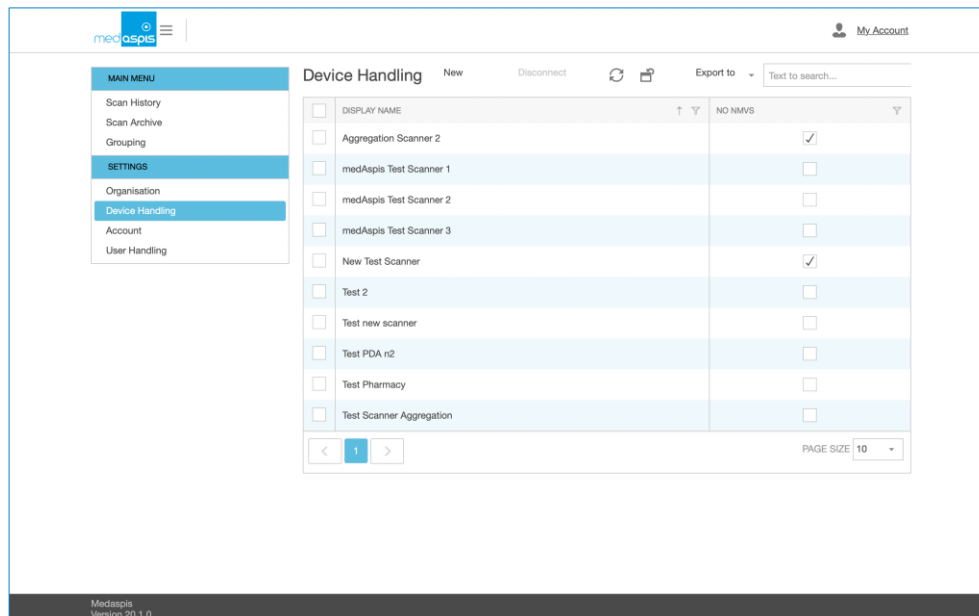 medaspis
My Account
MAIN MENU
Scan History
Scan Archive
Grouping
SETTINGS
Organisation
Device Handling
Account
User Handling
Device Handling New Disconnect Export to Text to search...
DISPLAY NAME NO NMVS
Aggregation Scanner 2
medAspis Test Scanner 1
medAspis Test Scanner 2
medAspis Test Scanner 3
New Test Scanner
Test 2
Test new scanner
Test PDA n2
Test Pharmacy
Test Scanner Aggregation
1 PAGE SIZE 10
Medaspis
Version 20.1.0